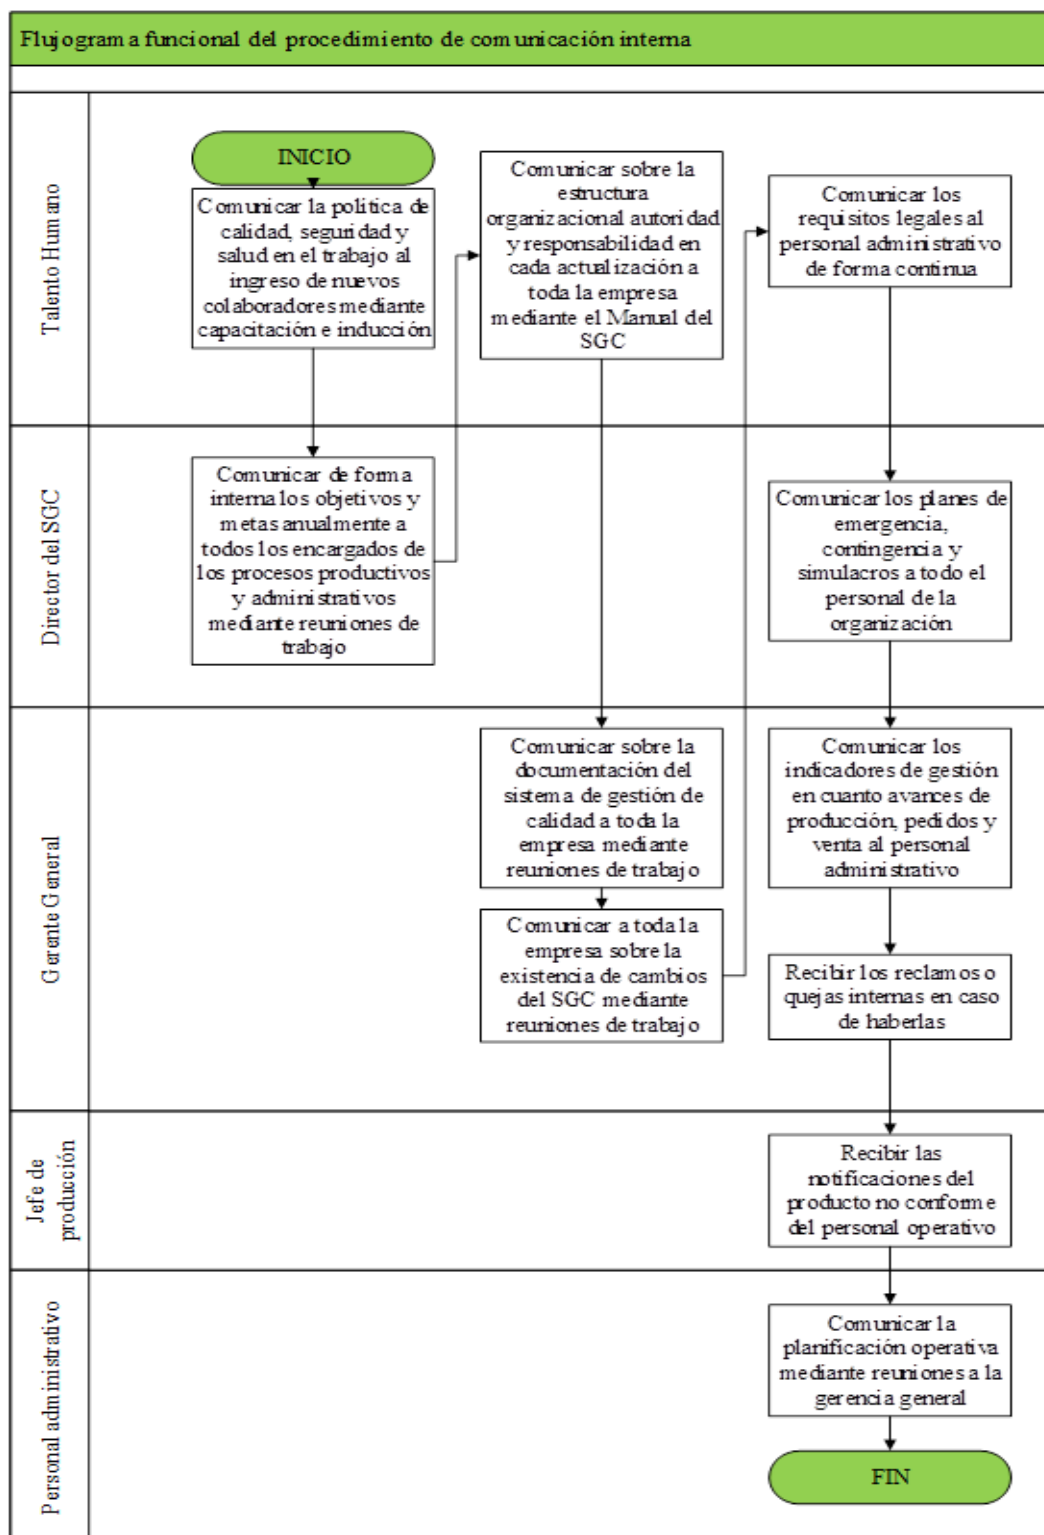 Flujograma funcional del procedimiento de comunicación interna
Talento Humano
INICIO
Comunicar la política de
calidad, seguridad y
salud en el trabajo al
ingreso de nuevos
colaboradores mediante
capacitación e inducción
Comunicar sobre la
estructura
organizacional autoridad
y responsabilidad en
cada actualización a
toda la empresa
mediante el Manual del
SGC
Comunicar los
requisitos legales al
personal administrativo
de forma continua
Director del SGC
Comunicar de forma
interna los objetivos y
metas anualmente a
todos los encargados de
los procesos productivos
y administrativos
mediante reuniones de
trabajo
Comunicar los planes de
emergencia,
contingencia y
simulacros a todo el
personal de la
organización
Gerente General
Comunicar sobre la
documentación del
sistema de gestión de
calidad a toda la
empresa mediante
reuniones de trabajo
Comunicar a toda la
empresa sobre la
existencia de cambios
del SGC mediante
reuniones de trabajo
Comunicar los
indicadores de gestión
en cuanto avances de
producción, pedidos y
venta al personal
administrativo
Recibir los reclamos o
quejas internas en caso
de haberlas
Jefe de
producción
Recibir las
notificaciones del
producto no conforme
del personal operativo
Personal administrativo
Comunicar la
planificación operativa
mediante reuniones a la
gerencia general
FIN